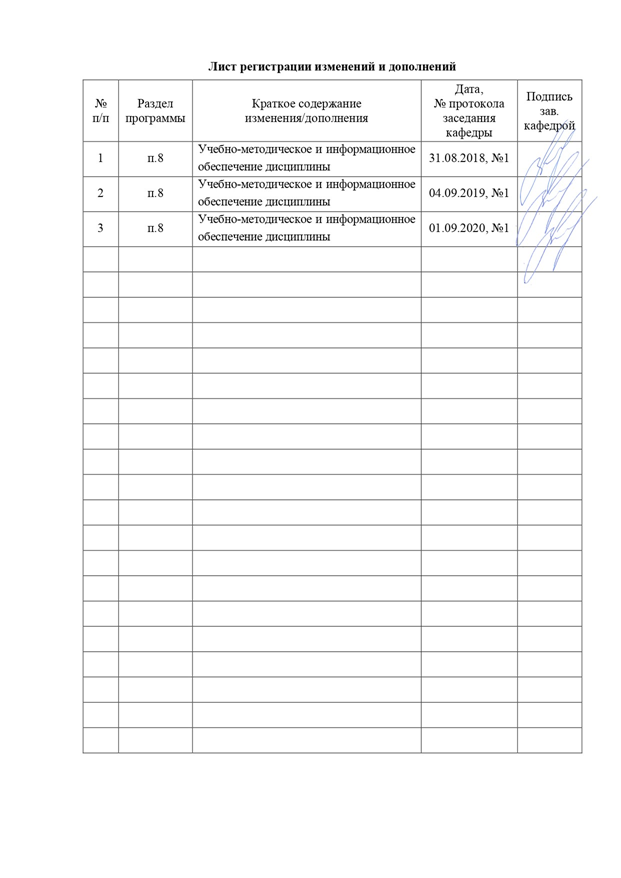 Лист регистрации изменений и дополнений
№
п/п
Раздел
программы
Краткое содержание
изменения/дополнения
Дата,
№ протокола
заседания
кафедры
Подпись
зав.
кафедрой
1
п.8
Учебно-методическое и информационное
обеспечение дисциплины
31.08.2018, №1
2
п.8
Учебно-методическое и информационное
обеспечение дисциплины
04.09.2019, №1
3
п.8
Учебно-методическое и информационное
обеспечение дисциплины
01.09.2020, №1